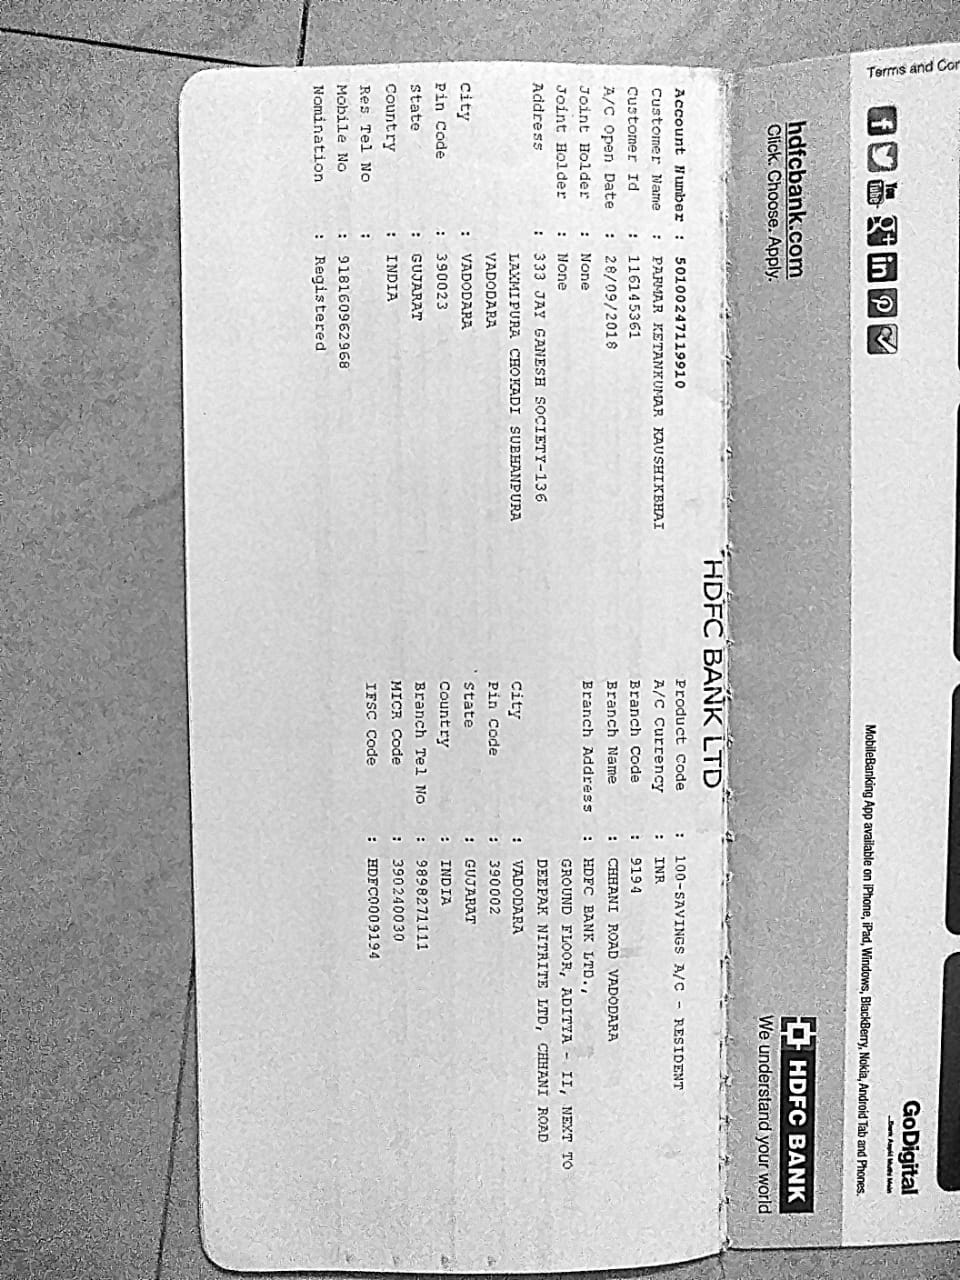 Terms and Con
GoDigital
...Bank Aapki Muthi Mein
You
Tube
MobileBanking App available on iPhone, iPad, Windows, BlackBerry, Nokia, Android Tab and Phones.
hdfcbank.com
Click. Choose. Apply.
HDFC BANK
We understand your world
HDFC BANK LTD
Account Number : 50100247119910
Customer Name : PARMAR KETANKUMAR KAUSHIKBHAI
Customer Id : 116145361
A/C Open Date : 28/09/2018
Joint Holder : None
Joint Holder : None
Address : 333 JAY GANESH SOCIETY-136
LAXMIPURA CHOKADI SUBHANPURA
VADODARA
City : VADODARA
Pin Code : 390023
State : GUJARAT
Country : INDIA
Res Tel No :
Mobile No : 918160962968
Nomination : Registered
Product Code : 100-SAVINGS A/C - RESIDENT
A/C Currency : INR
Branch Code : 9194
Branch Name : CHHANI ROAD VADODARA
Branch Address : HDFC BANK LTD.,
GROUND FLOOR, ADITYA - II, NEXT TO
DEEPAK NITRITE LTD, CHHANI ROAD
City : VADODARA
Pin Code : 390002
State : GUJARAT
Country : INDIA
Branch Tel No : 9898271111
MICR Code : 390240030
IFSC Code : HDFC0009194